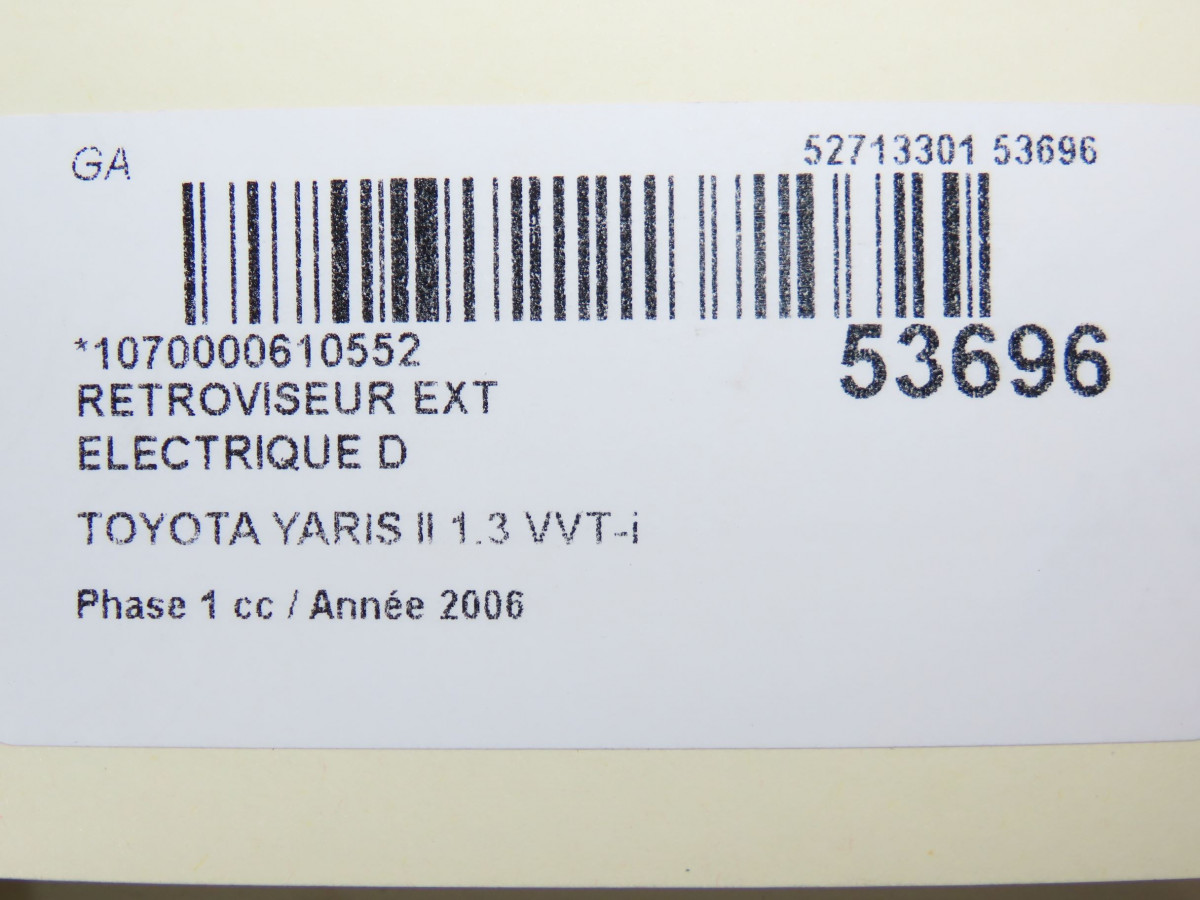 GA
52713301 53696
*1070000610552
53696
RETROVISEUR EXT
ELECTRIQUE D
TOYOTA YARIS II 1.3 VVT-i
Phase 1 cc / Année 2006